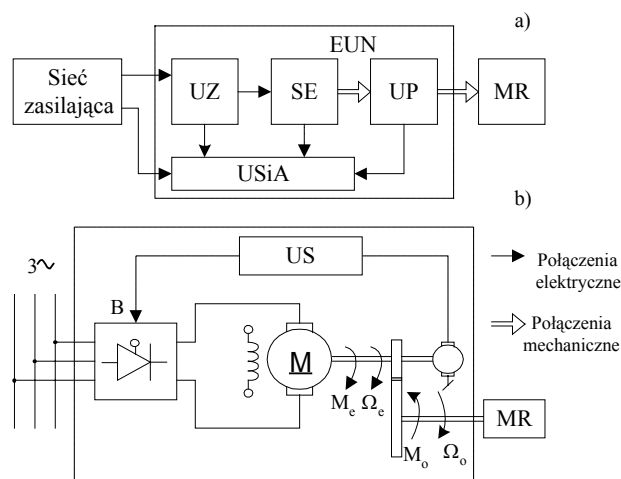 a)
EUN
Sieć
zasilająca
UZ
SE
UP
MR
USiA
b)
3~
US
B
M
Mₑ Ωₑ
Mₒ
Ωₒ
MR
Połączenia
elektryczne
Połączenia
mechaniczne